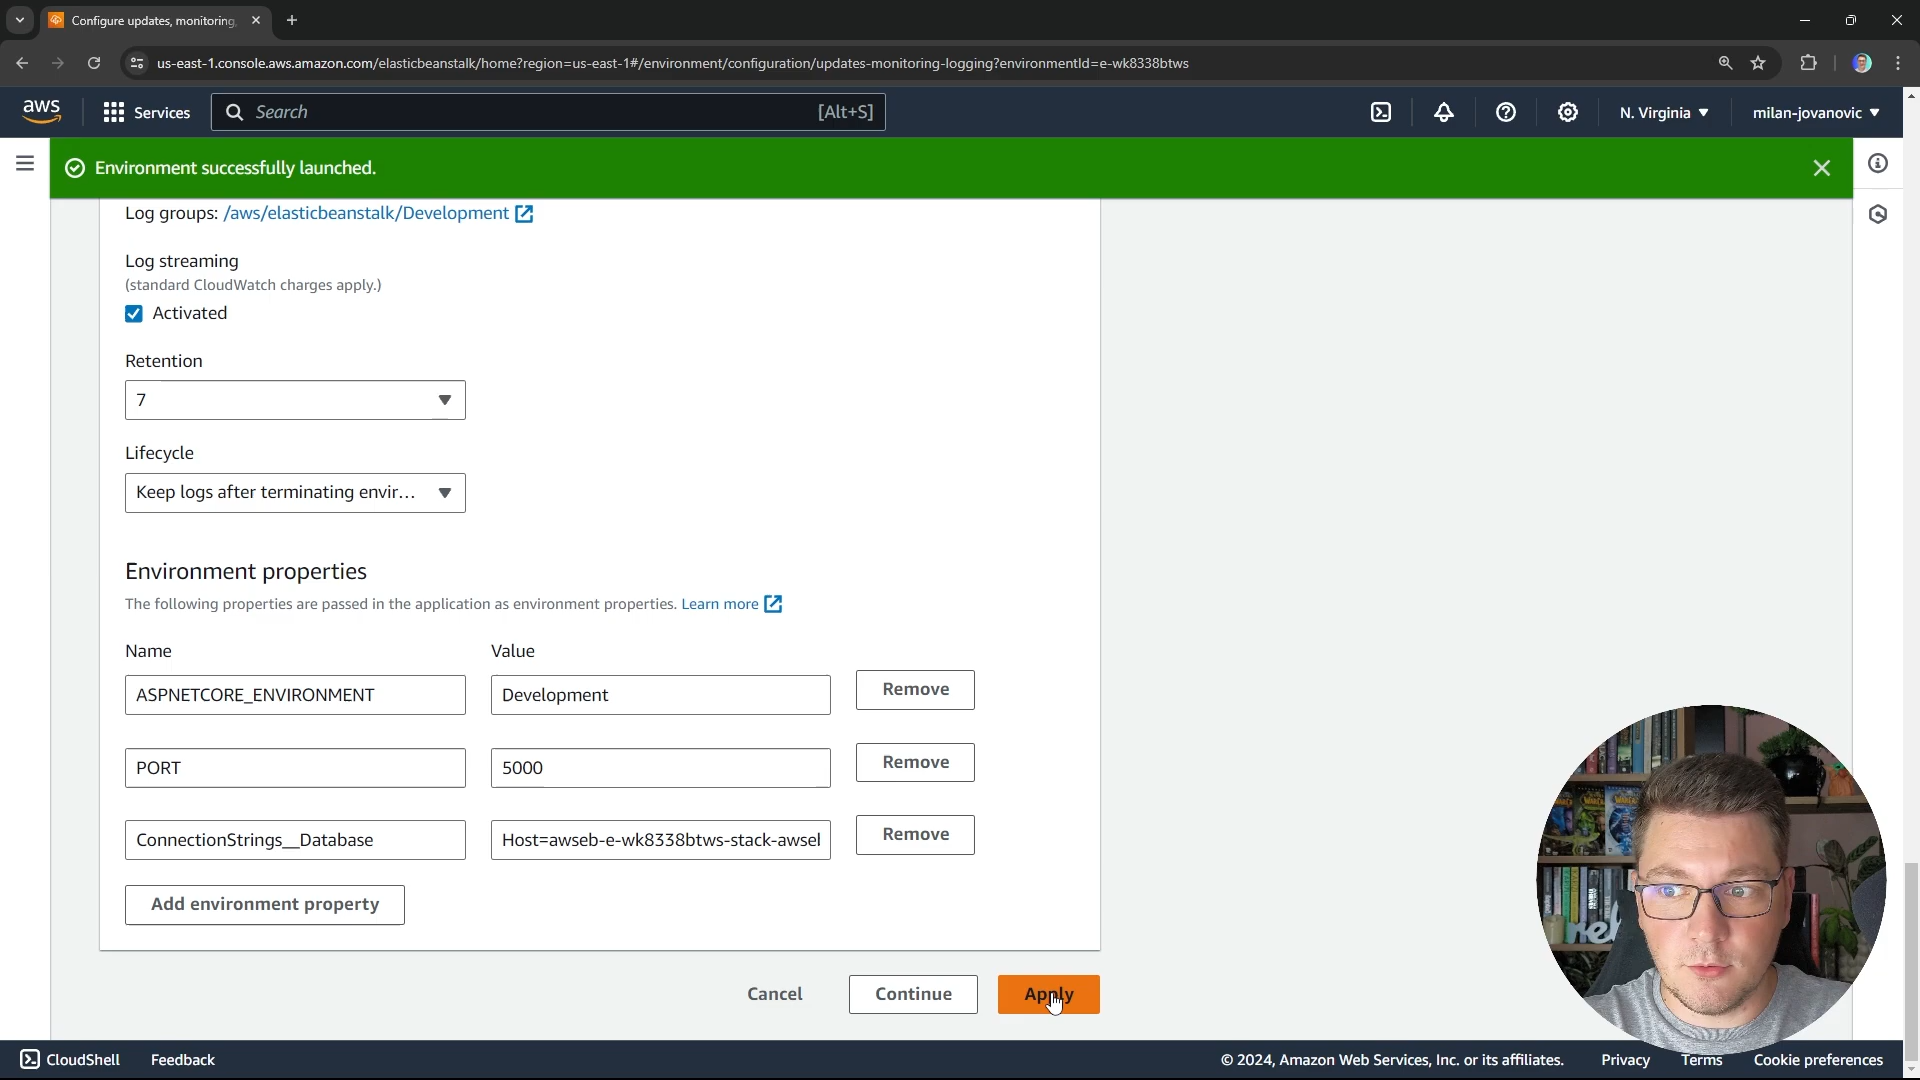 Configure updates, monitoring,
us-east-1.console.aws.amazon.com/elasticbeanstalk/home?region=us-east-1#/environment/configuration/updates-monitoring-logging?environmentId=e-wk8338btws
aws
Services
Search
[Alt+S]
N. Virginia
milan-jovanovic
Environment successfully launched.
Log groups: /aws/elasticbeanstalk/Development
Log streaming
(standard CloudWatch charges apply.)
Activated
Retention
7
Lifecycle
Keep logs after terminating envir...
Environment properties
The following properties are passed in the application as environment properties. Learn more
Name Value
ASPNETCORE_ENVIRONMENT Development Remove
PORT 5000 Remove
ConnectionStrings__Database Host=awseb-e-wk8338btws-stack-awsel Remove
Add environment property
Cancel Continue Apply
CloudShell Feedback © 2024, Amazon Web Services, Inc. or its affiliates. Privacy Terms Cookie preferences